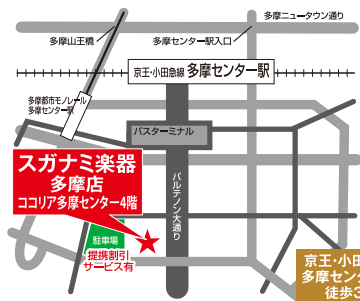 多摩ニュータウン通り
多摩山王橋
多摩センター駅入口
京王・小田急線 多摩センター駅
多摩都市モノレール
多摩センター駅
バスターミナル
スガナミ楽器
多摩店
ココリア多摩センター4階
パルテノン大通り
駐車場
提携割引
サービス有
京王・小田
多摩セン
徒歩3